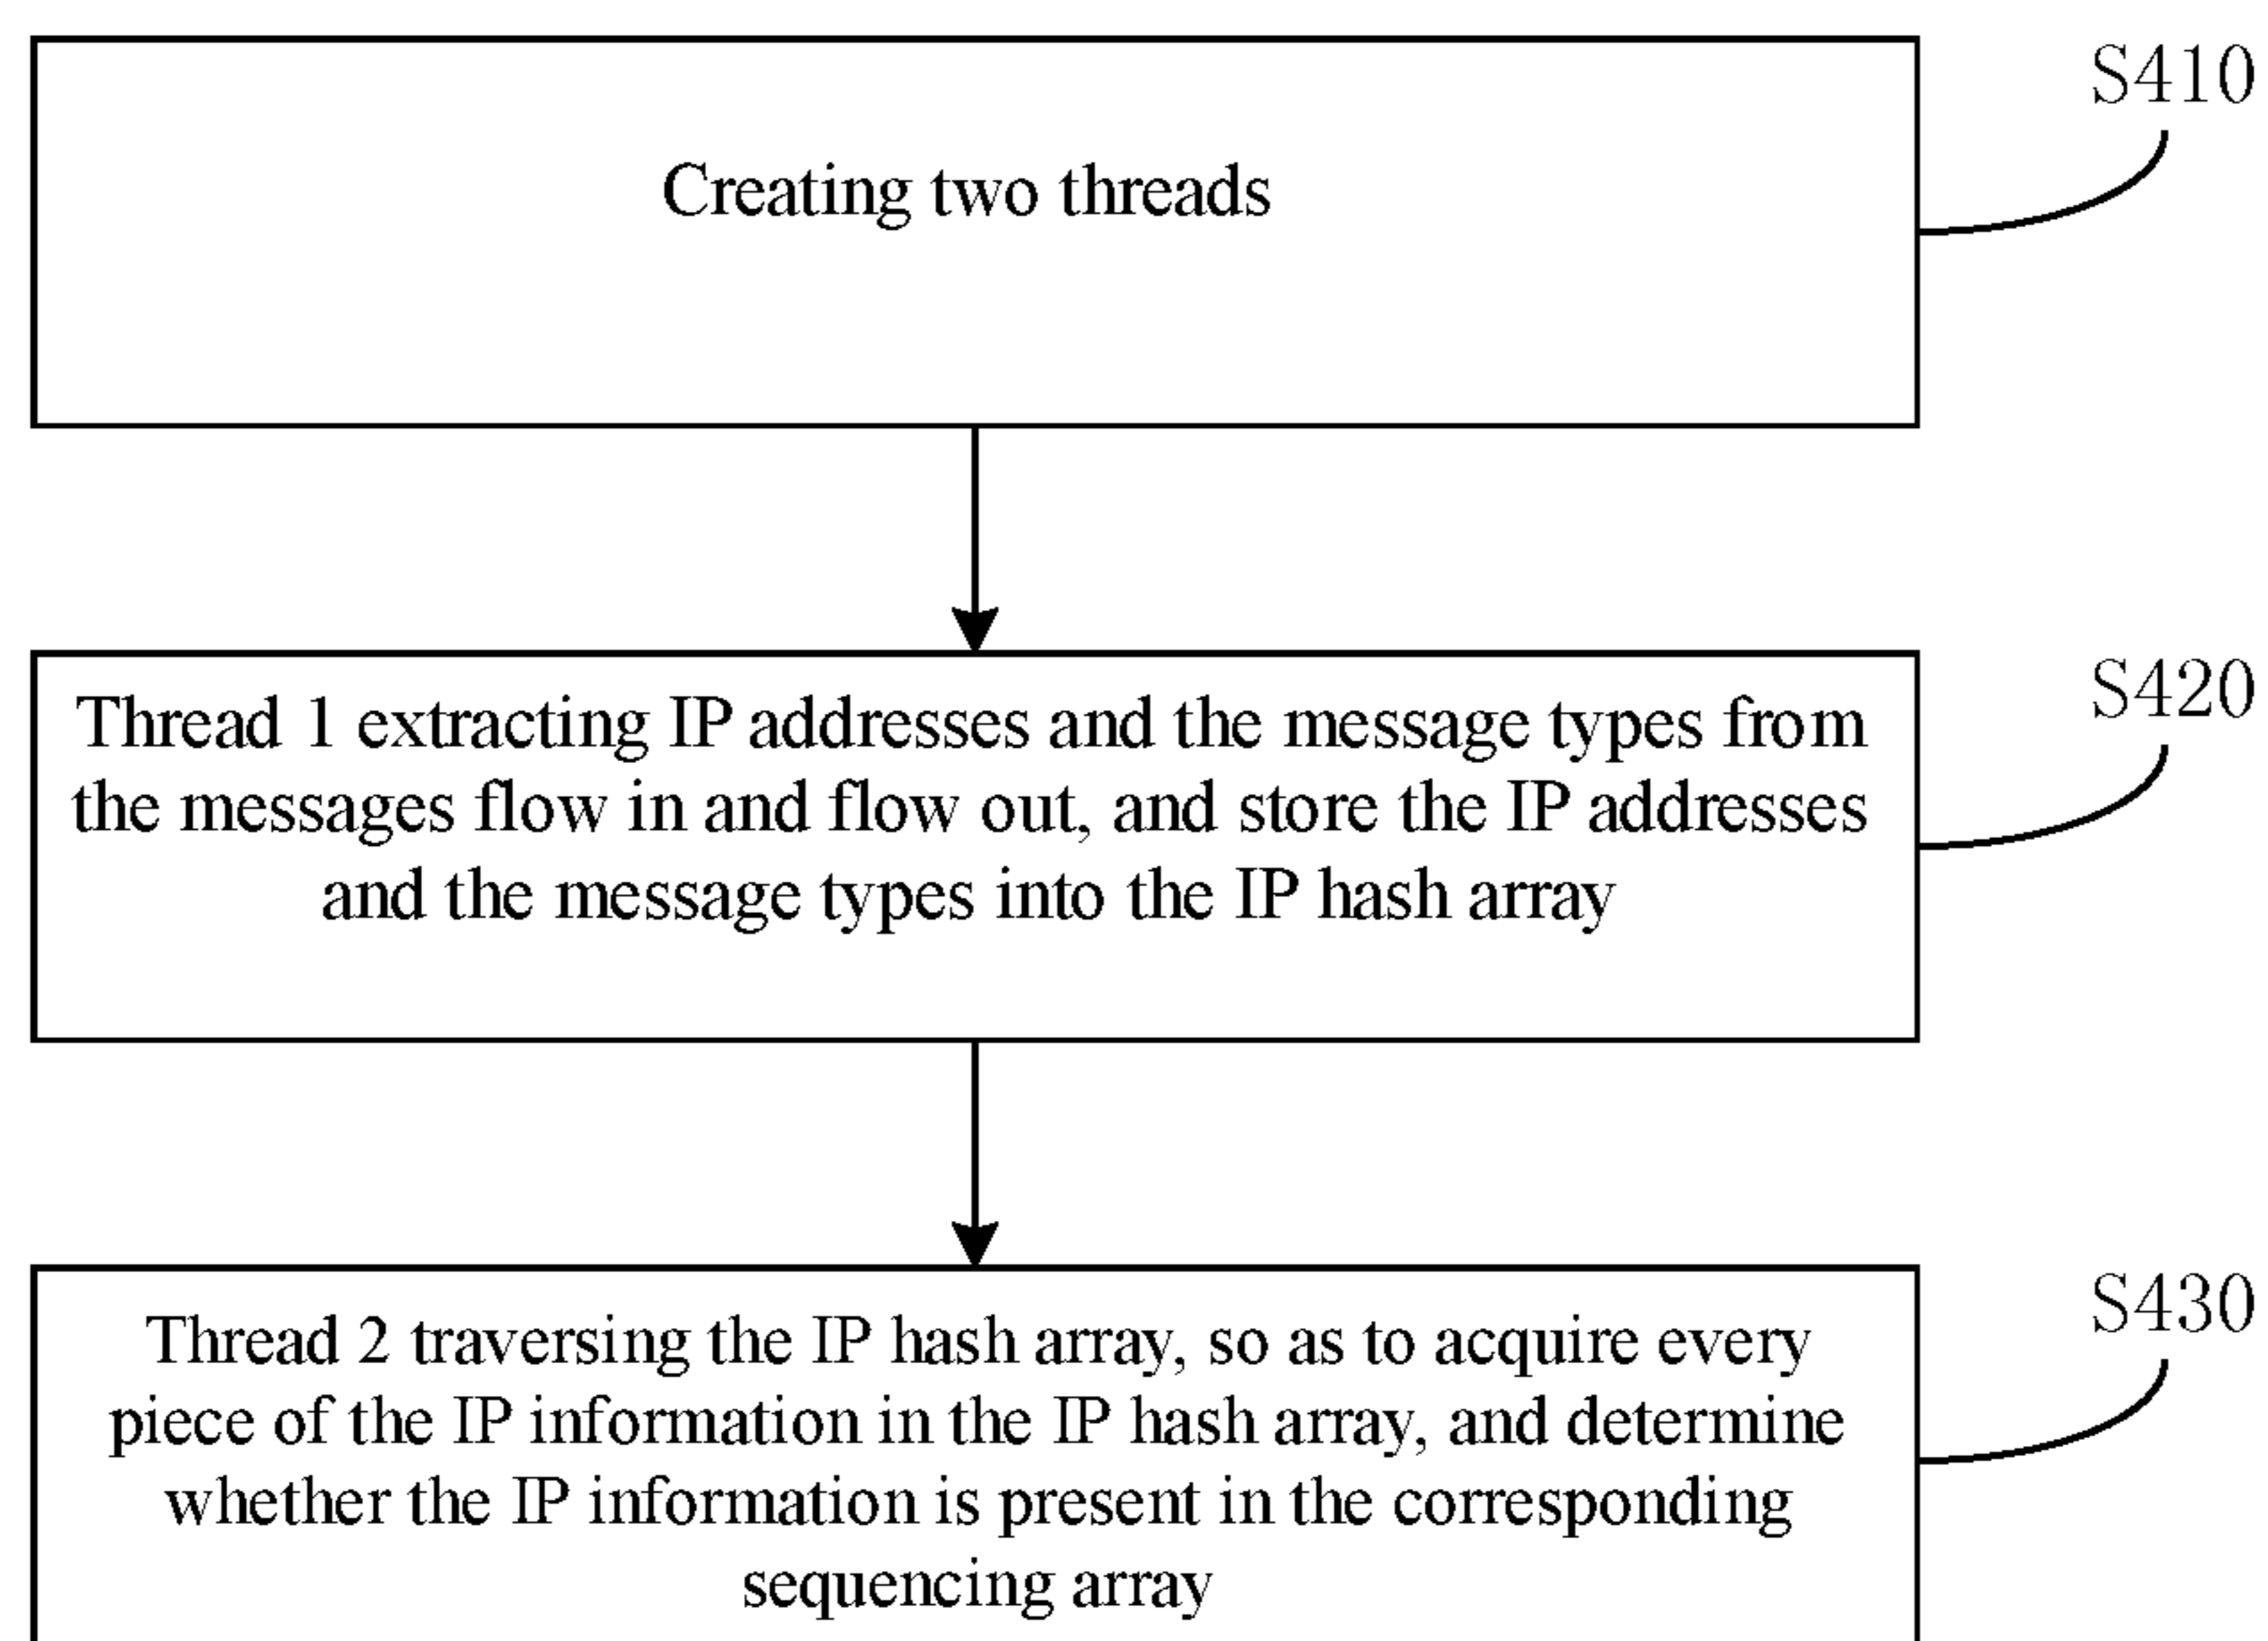 S410
Creating two threads
S420
Thread 1 extracting IP addresses and the message types from
the messages flow in and flow out, and store the IP addresses
and the message types into the IP hash array
S430
Thread 2 traversing the IP hash array, so as to acquire every
piece of the IP information in the IP hash array, and determine
whether the IP information is present in the corresponding
sequencing array